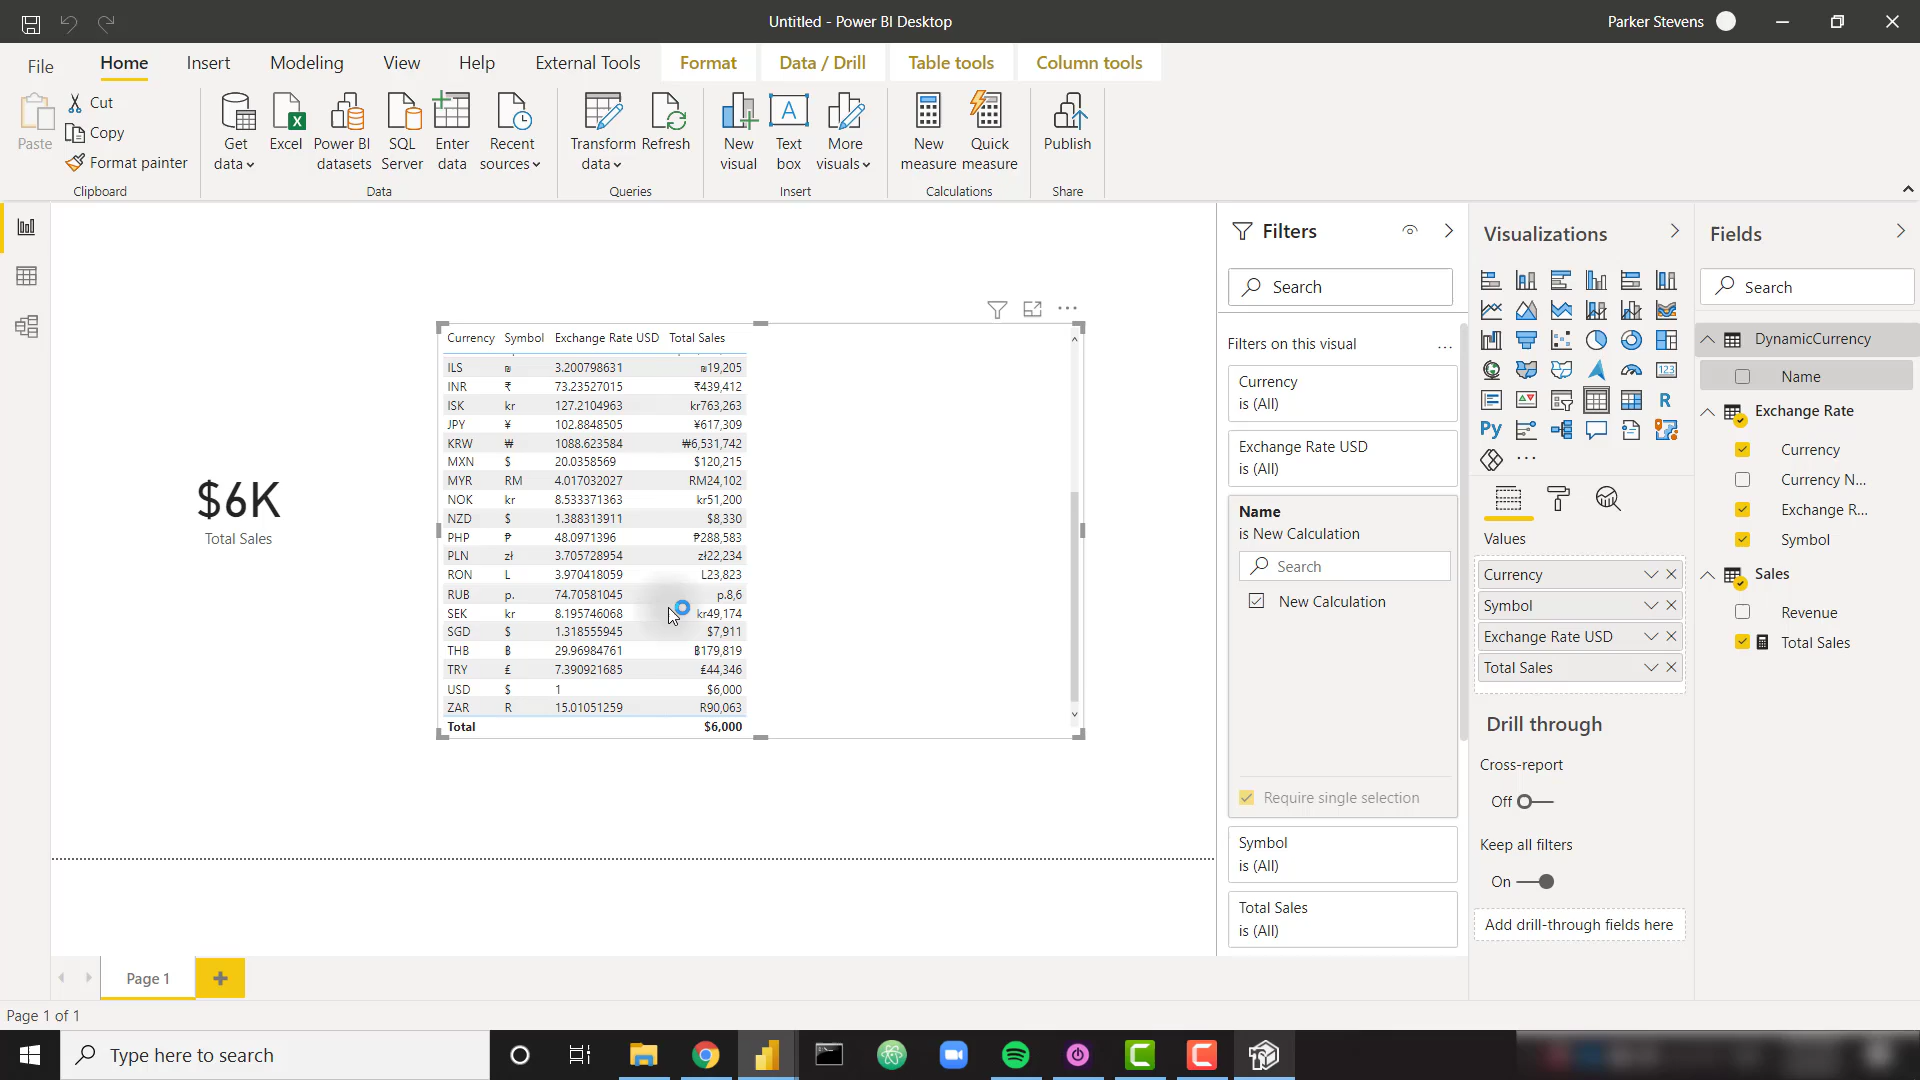 Untitled - Power BI Desktop
Parker Stevens
File Home Insert Modeling View Help External Tools Format Data / Drill Table tools Column tools
Paste
Cut
Copy
Format painter
Clipboard
Get data
Excel
Power BI datasets
SQL Server
Enter data
Recent sources
Data
Transform data
Refresh
Queries
New visual
Text box
More visuals
Insert
New measure
Quick measure
Calculations
Publish
Share
$6K
Total Sales
Currency Symbol Exchange Rate USD Total Sales
ILS ₪ 3.200798631 ₪19,205
INR ₹ 73.23527015 ₹439,412
ISK kr 127.2104963 kr763,263
JPY ¥ 102.8848505 ¥617,309
KRW ₩ 1088.623584 ₩6,531,742
MXN $ 20.0358569 $120,215
MYR RM 4.017032027 RM24,102
NOK kr 8.533371363 kr51,200
NZD $ 1.388313911 $8,330
PHP ₱ 48.0971396 ₱288,583
PLN zł 3.705728954 zł22,234
RON L 3.970418059 L23,823
RUB p. 74.70581045 p.8,6
SEK kr 8.195746068 kr49,174
SGD $ 1.318555945 $7,911
THB ฿ 29.96984761 ฿179,819
TRY £ 7.390921685 £44,346
USD $ 1 $6,000
ZAR R 15.01051259 R90,063
Total $6,000
Filters
Search
Filters on this visual
Currency
is (All)
Exchange Rate USD
is (All)
Name
is New Calculation
Search
New Calculation
Require single selection
Symbol
is (All)
Total Sales
is (All)
Visualizations
123
R
Py
Values
Currency
Symbol
Exchange Rate USD
Total Sales
Drill through
Cross-report
Off
Keep all filters
On
Add drill-through fields here
Fields
Search
DynamicCurrency
Name
Exchange Rate
Currency
Currency N...
Exchange R...
Symbol
Sales
Revenue
Total Sales
Page 1
Page 1 of 1
Type here to search